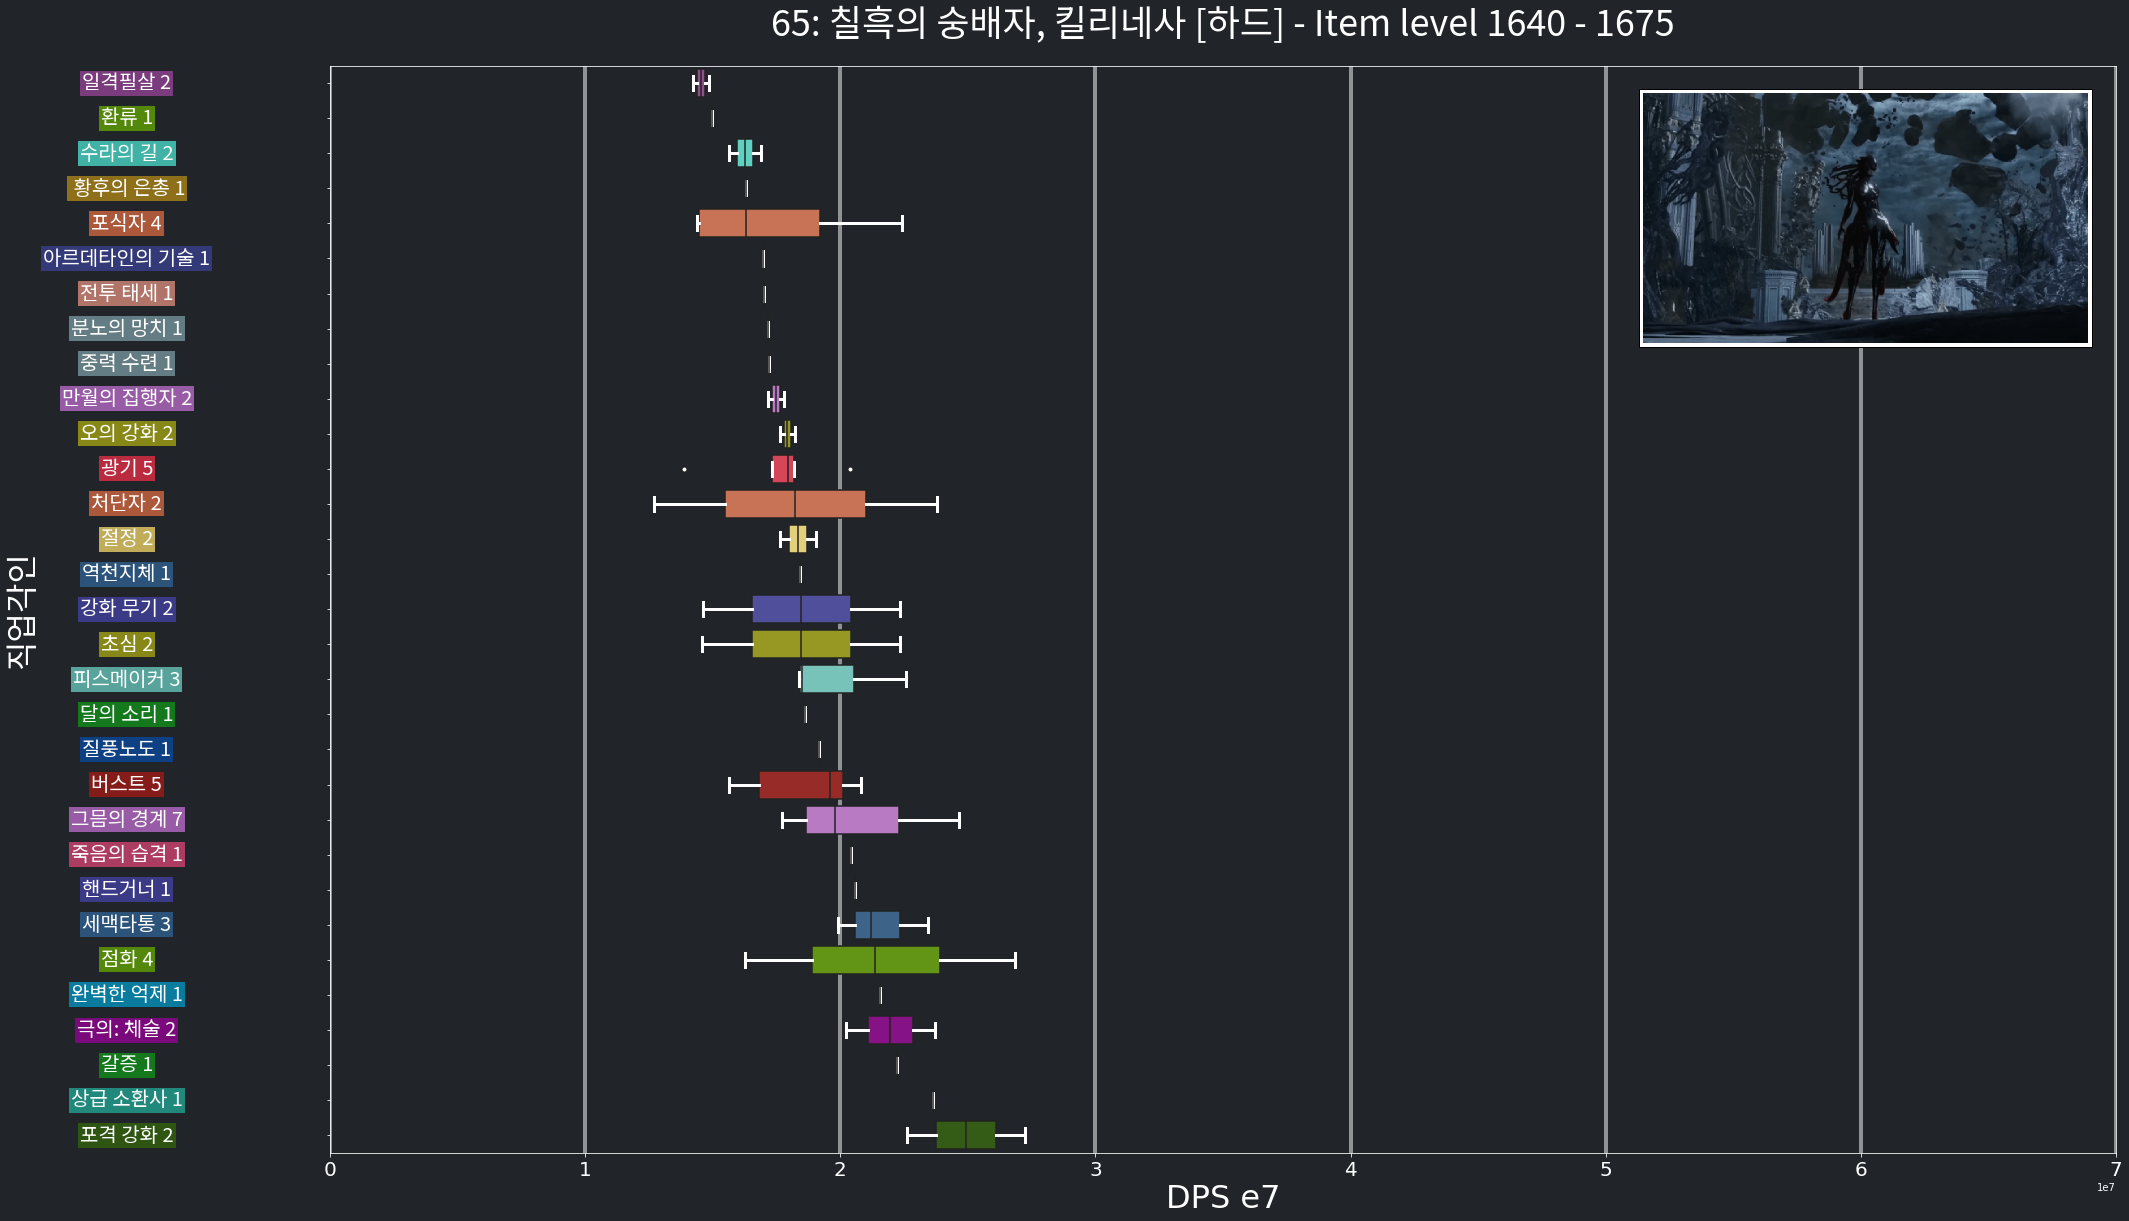 65: 칠흑의 숭배자, 킬리네사 [하드] - Item level 1640 - 1675
직업각인
일격필살 2
환류 1
수라의 길 2
황후의 은총 1
포식자 4
아르데타인의 기술 1
전투 태세 1
분노의 망치 1
중력 수련 1
만월의 집행자 2
오의 강화 2
광기 5
처단자 2
절정 2
역천지체 1
강화 무기 2
초심 2
피스메이커 3
달의 소리 1
질풍노도 1
버스트 5
그믐의 경계 7
죽음의 습격 1
핸드거너 1
세맥타통 3
점화 4
완벽한 억제 1
극의: 체술 2
갈증 1
상급 소환사 1
포격 강화 2
0 1 2 3 4 5 6 7
1e7
DPS e7